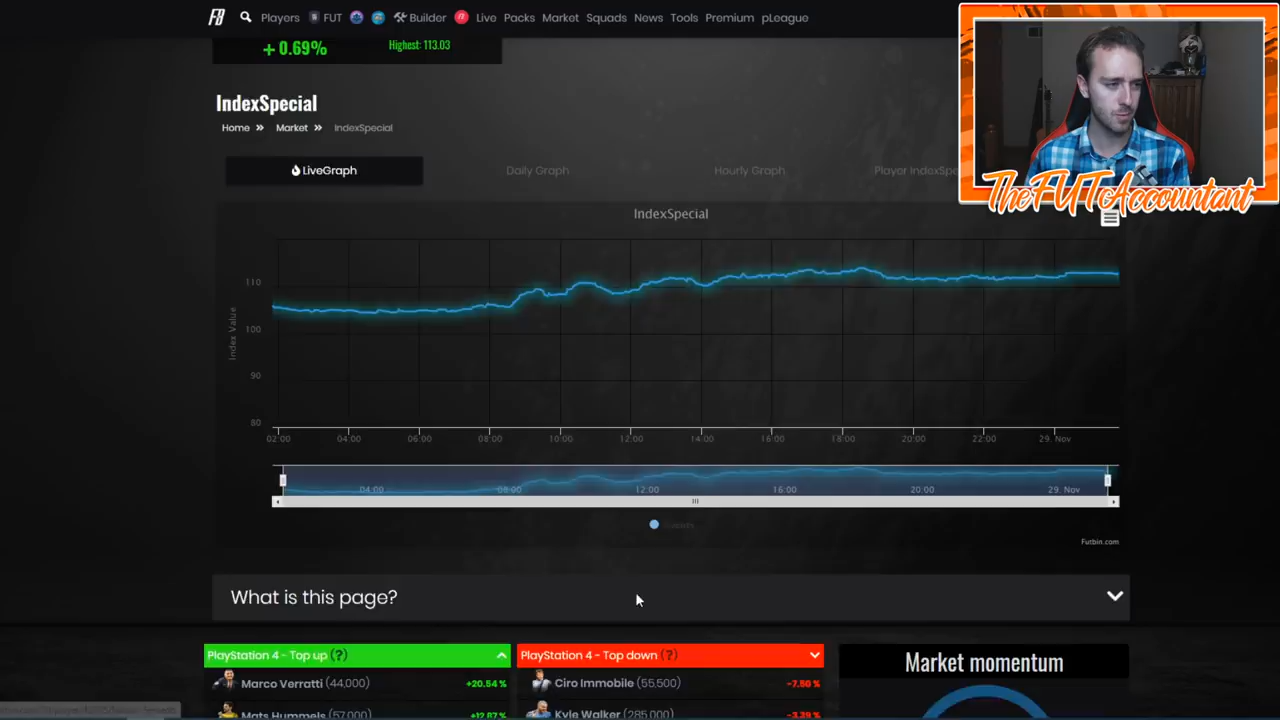 F8 Players FUT Builder Live Packs Market Squads News Tools Premium pLeague
+ 0.69%
Highest: 113.03
IndexSpecial
Home » Market » IndexSpecial
LiveGraph Daily Graph Hourly Graph
TheFUTAccountant
IndexSpecial
Index Value
110
100
90
80
02:00 04:00 06:00 08:00 10:00 12:00 14:00 16:00 18:00 20:00 22:00 29. Nov
04:00 08:00 12:00 16:00 20:00 29. Nov
Futbin.com
What is this page?
PlayStation 4 - Top up (?)
Marco Verratti (44,000) +20.54 %
Mats Hummels (57,000)
PlayStation 4 - Top down (?)
Ciro Immobile (55,500) -7.50 %
Kyle Walker (285,000) -3.39 %
Market momentum